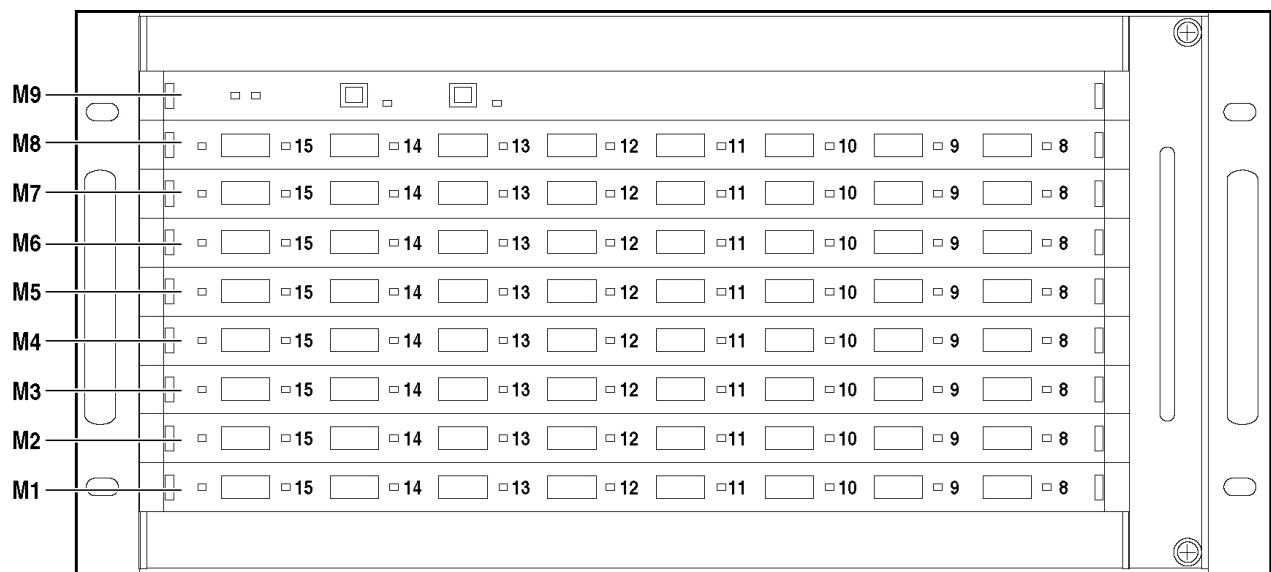 M9
M8 15 14 13 12 11 10 9 8
M7 15 14 13 12 11 10 9 8
M6 15 14 13 12 11 10 9 8
M5 15 14 13 12 11 10 9 8
M4 15 14 13 12 11 10 9 8
M3 15 14 13 12 11 10 9 8
M2 15 14 13 12 11 10 9 8
M1 15 14 13 12 11 10 9 8